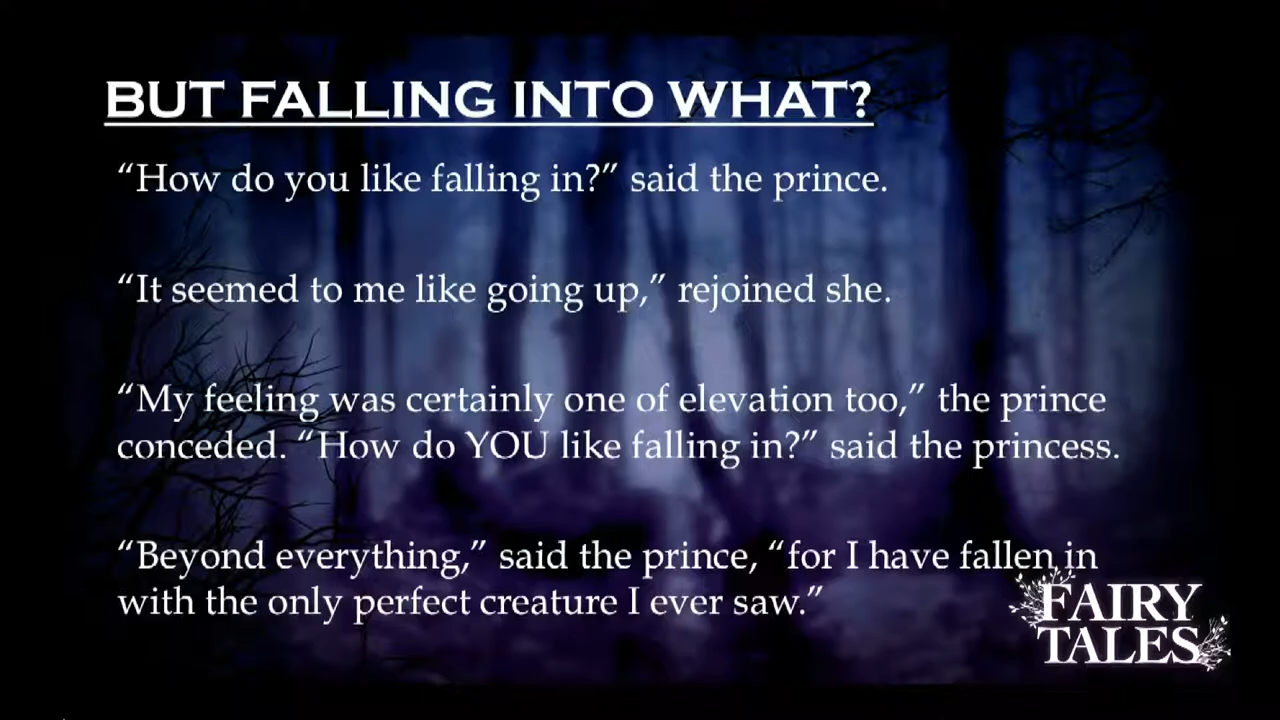 BUT FALLING INTO WHAT?
“How do you like falling in?” said the prince.
“It seemed to me like going up,” rejoined she.
“My feeling was certainly one of elevation too,” the prince
conceded. “How do YOU like falling in?” said the princess.
“Beyond everything,” said the prince, “for I have fallen in
with the only perfect creature I ever saw.”
FAIRY
TALES